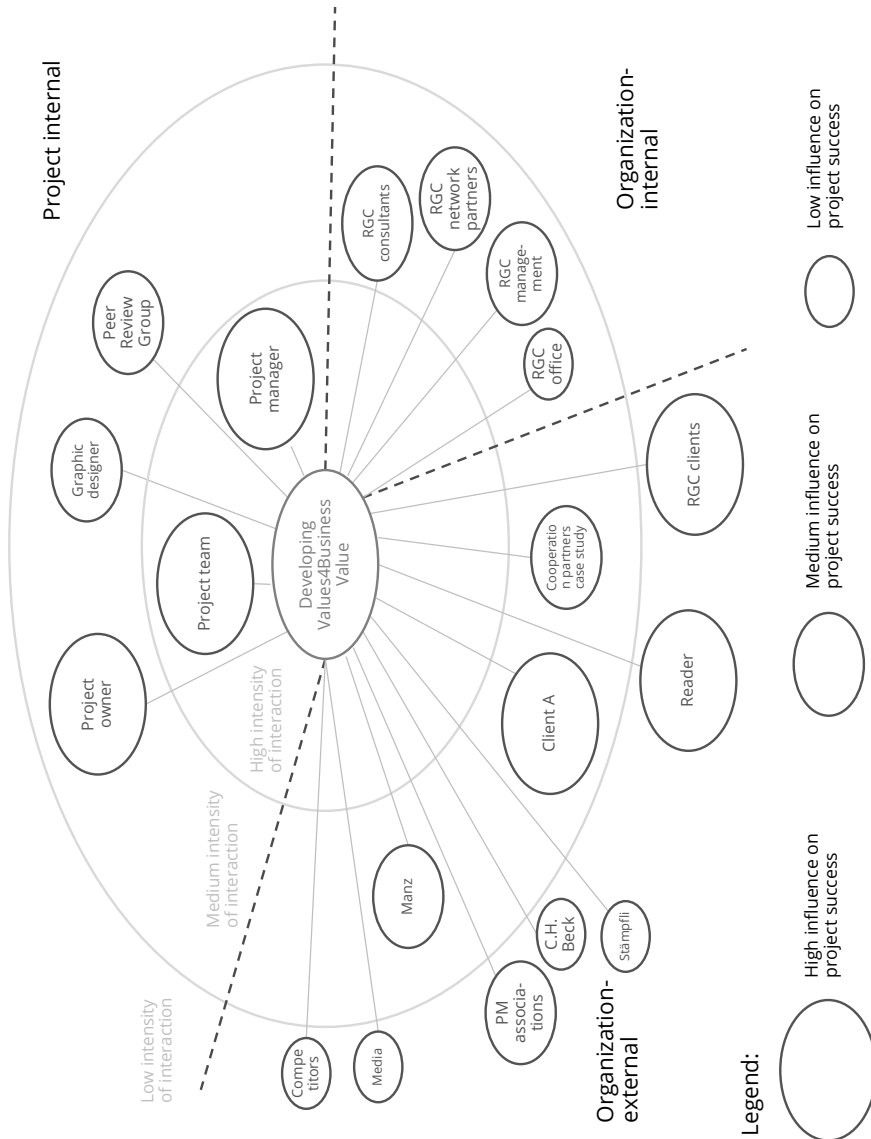 Project internal
Peer
Review
Group
Graphic
designer
Project
manager
Project team
Project
owner
RGC
consultants
RGC
network
partners
RGC
manage-
ment
RGC
office
Organization-
internal
Developing
Values4Business
Value
High intensity
of interaction
Medium intensity
of interaction
Low intensity
of interaction
Compe
titors
Media
Manz
PM
associa-
tions
C.H.
Beck
Stämpfli
Client A
Cooperatio
n partners
case study
Reader
RGC clients
Organization-
external
Legend:
High influence on
project success
Medium influence on
project success
Low influence on
project success